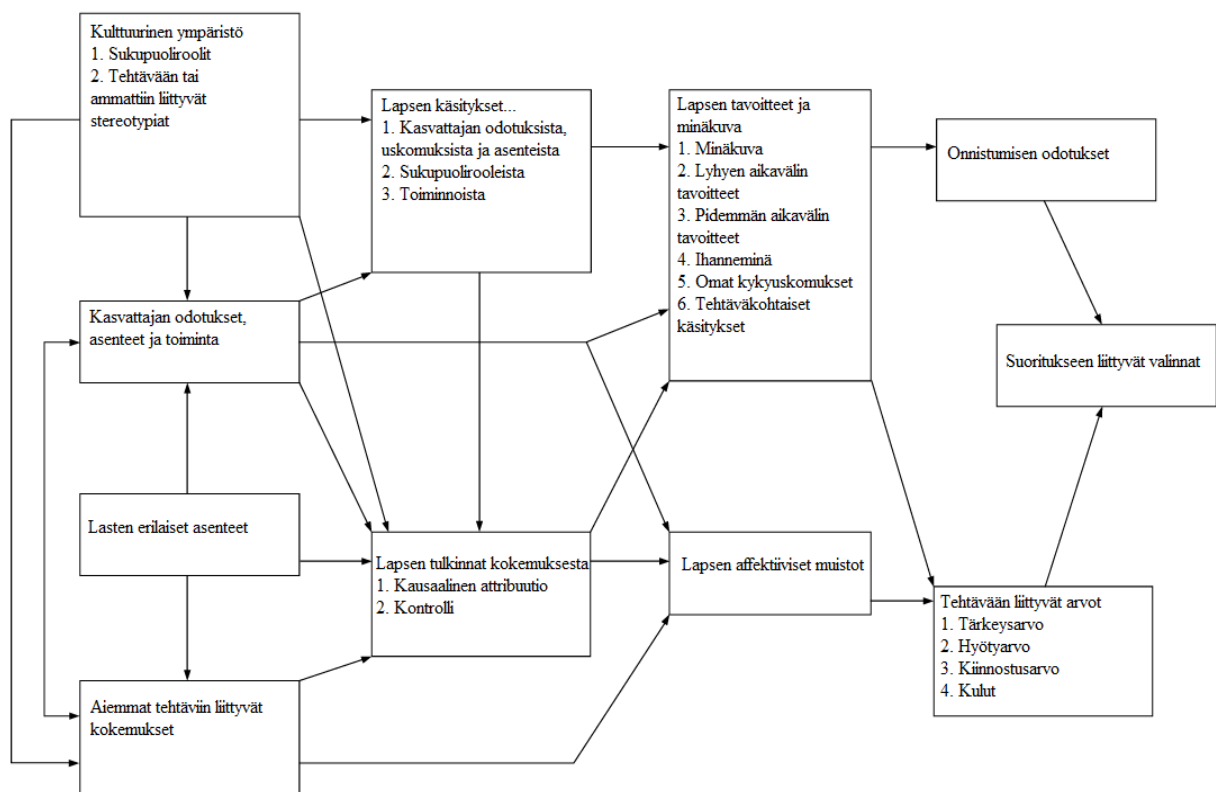 Kulttuurinen ympäristö
1. Sukupuoliroolit
2. Tehtävään tai
ammattiin liittyvät
stereotypiat
Lapsen käsitykset...
1. Kasvattajan odotuksista,
uskomuksista ja asenteista
2. Sukupuolirooleista
3. Toiminnoista
Lapsen tavoitteet ja
minäkuva
1. Minäkuva
2. Lyhyen aikavälin
tavoitteet
3. Pidemmän aikavälin
tavoitteet
4. Ihanneminä
5. Omat kykyuskomukset
6. Tehtäväkohtaiset
käsitykset
Onnistumisen odotukset
Kasvattajan odotukset,
asenteet ja toiminta
Suoritukseen liittyvät valinnat
Lasten erilaiset asenteet
Lapsen tulkinnat kokemuksesta
1. Kausaalinen attribuutio
2. Kontrolli
Lapsen affektiiviset muistot
Tehtävään liittyvät arvot
1. Tärkeysarvo
2. Hyötyarvo
3. Kiinnostusarvo
4. Kulut
Aiemmat tehtäviin liittyvät
kokemukset